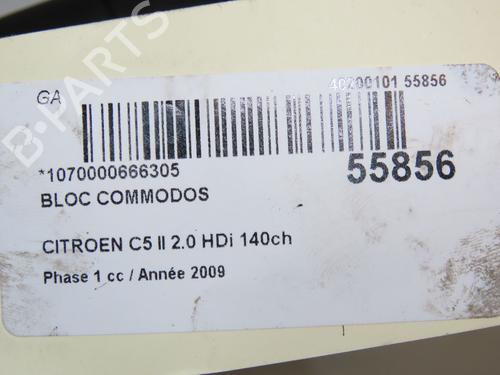 B-PARTS
GA
40200101 55856
*1070000666305
55856
BLOC COMMODOS
CITROEN C5 II 2.0 HDi 140ch
Phase 1 cc / Année 2009